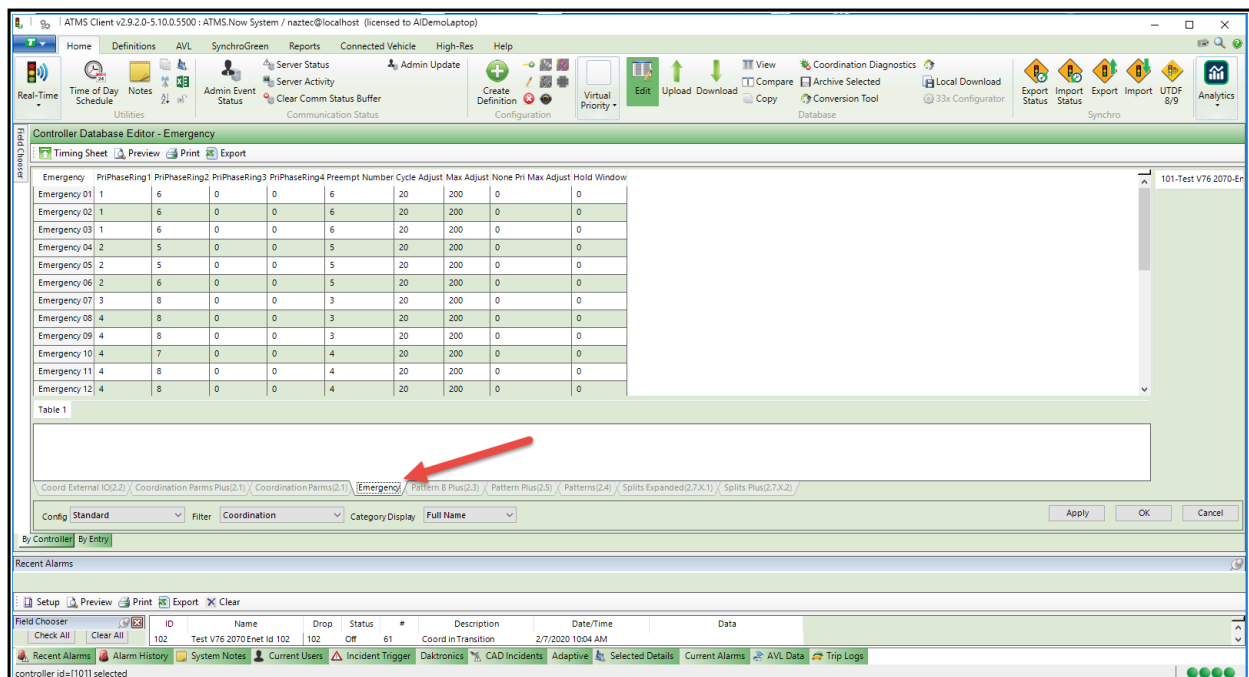 ATMS Client v2.9.2.0-5.10.0.5500 : ATMS.Now System / naztec@localhost (licensed to AIDemoLaptop)
Home Definitions AVL SynchroGreen Reports Connected Vehicle High-Res Help
Real-Time
Time of Day Schedule
Notes
Utilities
Admin Event Status
Server Status
Server Activity
Clear Comm Status Buffer
Admin Update
Communication Status
Create Definition
Configuration
Virtual Priority
Edit Upload Download
View
Compare
Copy
Coordination Diagnostics
Archive Selected
Conversion Tool
Local Download
33x Configurator
Database
Export Status
Import Status
Export Import
UTDF 8/9
Synchro
Analytics
Field Chooser
Controller Database Editor - Emergency
Timing Sheet Preview Print Export
Emergency PriPhaseRing1 PriPhaseRing2 PriPhaseRing3 PriPhaseRing4 Preempt Number Cycle Adjust Max Adjust None Pri Max Adjust Hold Window
Emergency 01 1 6 0 0 6 20 200 0 0
Emergency 02 1 6 0 0 6 20 200 0 0
Emergency 03 1 6 0 0 6 20 200 0 0
Emergency 04 2 5 0 0 5 20 200 0 0
Emergency 05 2 5 0 0 5 20 200 0 0
Emergency 06 2 6 0 0 5 20 200 0 0
Emergency 07 3 8 0 0 3 20 200 0 0
Emergency 08 4 8 0 0 3 20 200 0 0
Emergency 09 4 8 0 0 3 20 200 0 0
Emergency 10 4 7 0 0 4 20 200 0 0
Emergency 11 4 8 0 0 4 20 200 0 0
Emergency 12 4 8 0 0 4 20 200 0 0
101-Test V76 2070-En
Table 1
Coord External IO(2.2) Coordination Parms Plus(2.1) Coordination Parms(2.1) Emergency Pattern B Plus(2.3) Pattern Plus(2.5) Patterns(2.4) Splits Expanded(2.7.X.1) Splits Plus(2.7.X.2)
Config Standard Filter Coordination Category Display Full Name Apply OK Cancel
By Controller By Entry
Recent Alarms
Setup Preview Print Export Clear
Field Chooser
Check All Clear All
ID Name Drop Status # Description Date/Time Data
102 Test V76 2070 Enet Id 102 102 Off 61 Coord in Transition 2/7/2020 10:04 AM
Recent Alarms Alarm History System Notes Current Users Incident Trigger Daktronics CAD Incidents Adaptive Selected Details Current Alarms AVL Data Trip Logs
controller id=[101] selected